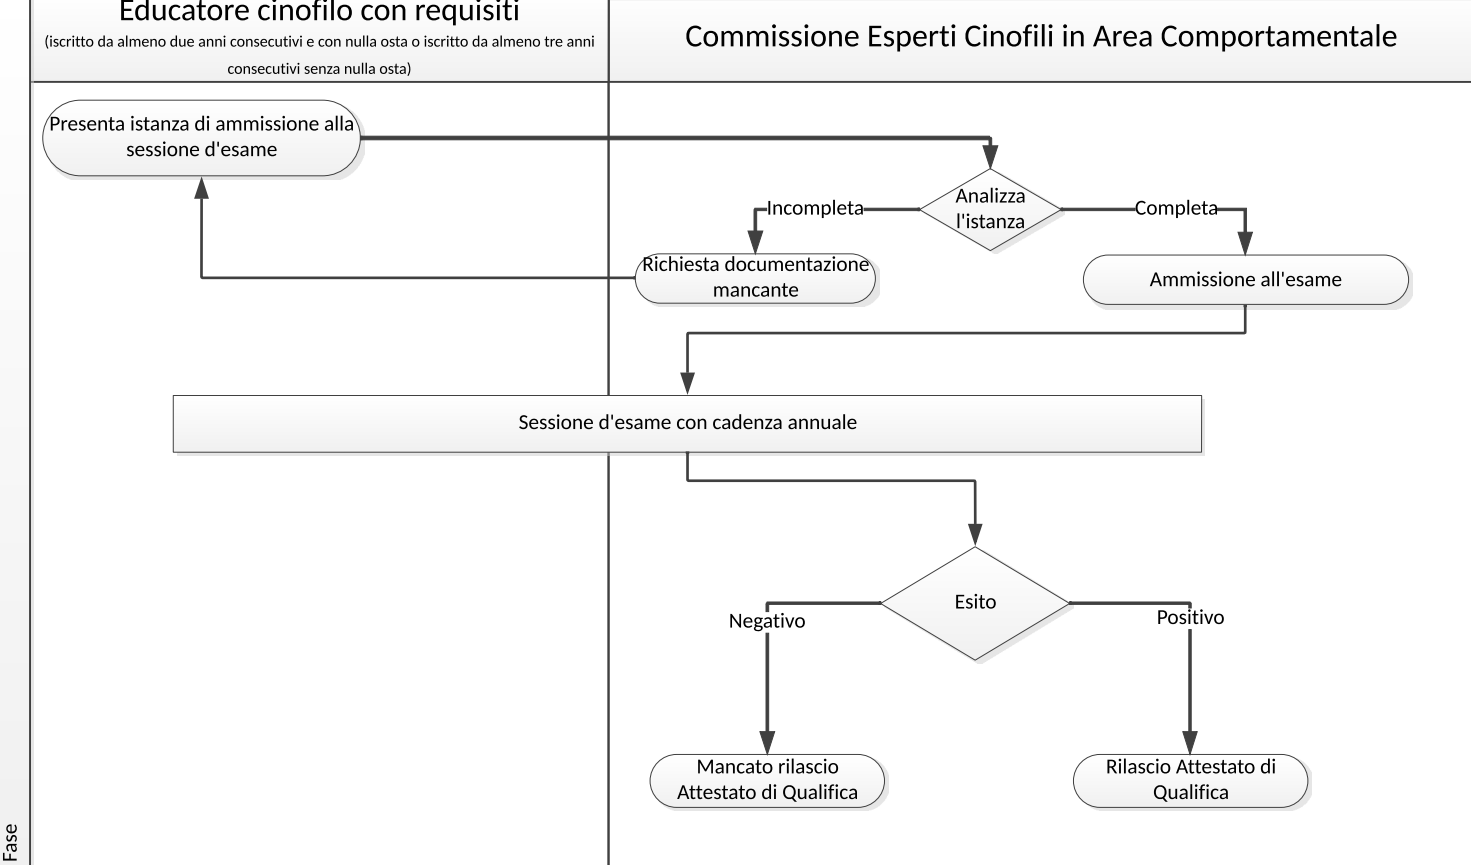 Educatore cinofilo con requisiti
(iscritto da almeno due anni consecutivi e con nulla osta o iscritto da almeno tre anni
consecutivi senza nulla osta)
Commissione Esperti Cinofili in Area Comportamentale
Presenta istanza di ammissione alla
sessione d'esame
Analizza
l'istanza
Incompleta
Completa
Richiesta documentazione
mancante
Ammissione all'esame
Sessione d'esame con cadenza annuale
Esito
Negativo
Positivo
Mancato rilascio
Attestato di Qualifica
Rilascio Attestato di
Qualifica
Fase